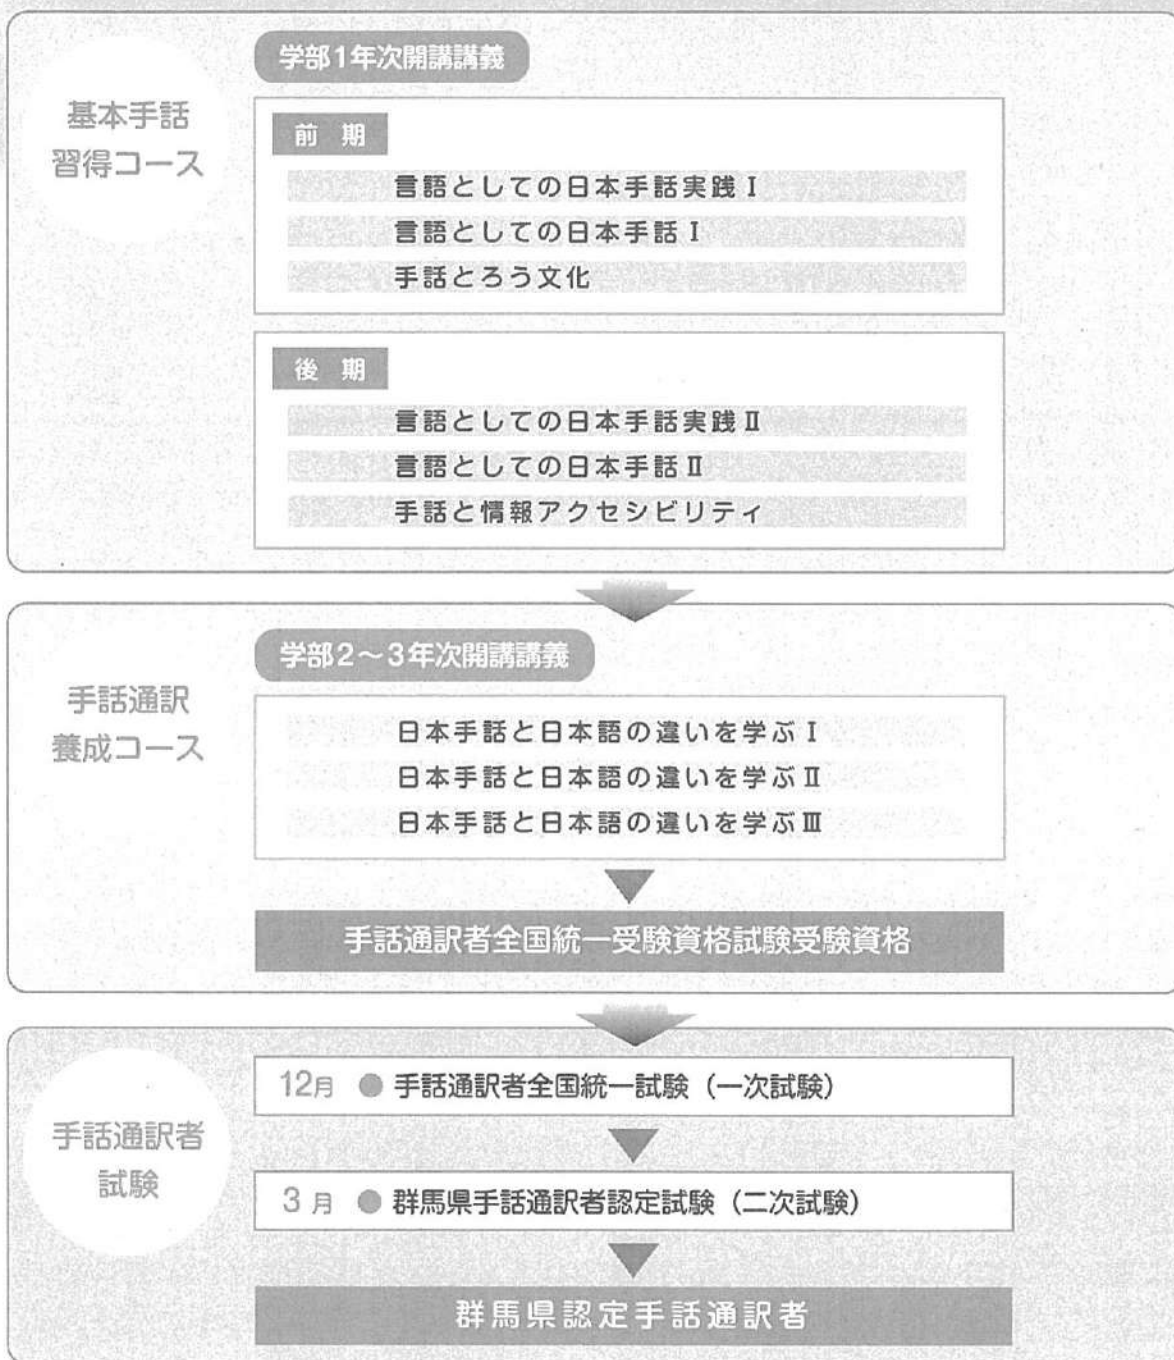 学部1年次開講講義
基本手話
習得コース
前 期
言語としての日本手話実践Ⅰ
言語としての日本手話Ⅰ
手話とろう文化
後 期
言語としての日本手話実践Ⅱ
言語としての日本手話Ⅱ
手話と情報アクセシビリティ
学部2～3年次開講講義
手話通訳
養成コース
日本手話と日本語の違いを学ぶⅠ
日本手話と日本語の違いを学ぶⅡ
日本手話と日本語の違いを学ぶⅢ
手話通訳者全国統一受験資格試験受験資格
手話通訳者
試験
12月 ● 手話通訳者全国統一試験（一次試験）
3月 ● 群馬県手話通訳者認定試験（二次試験）
群馬県認定手話通訳者